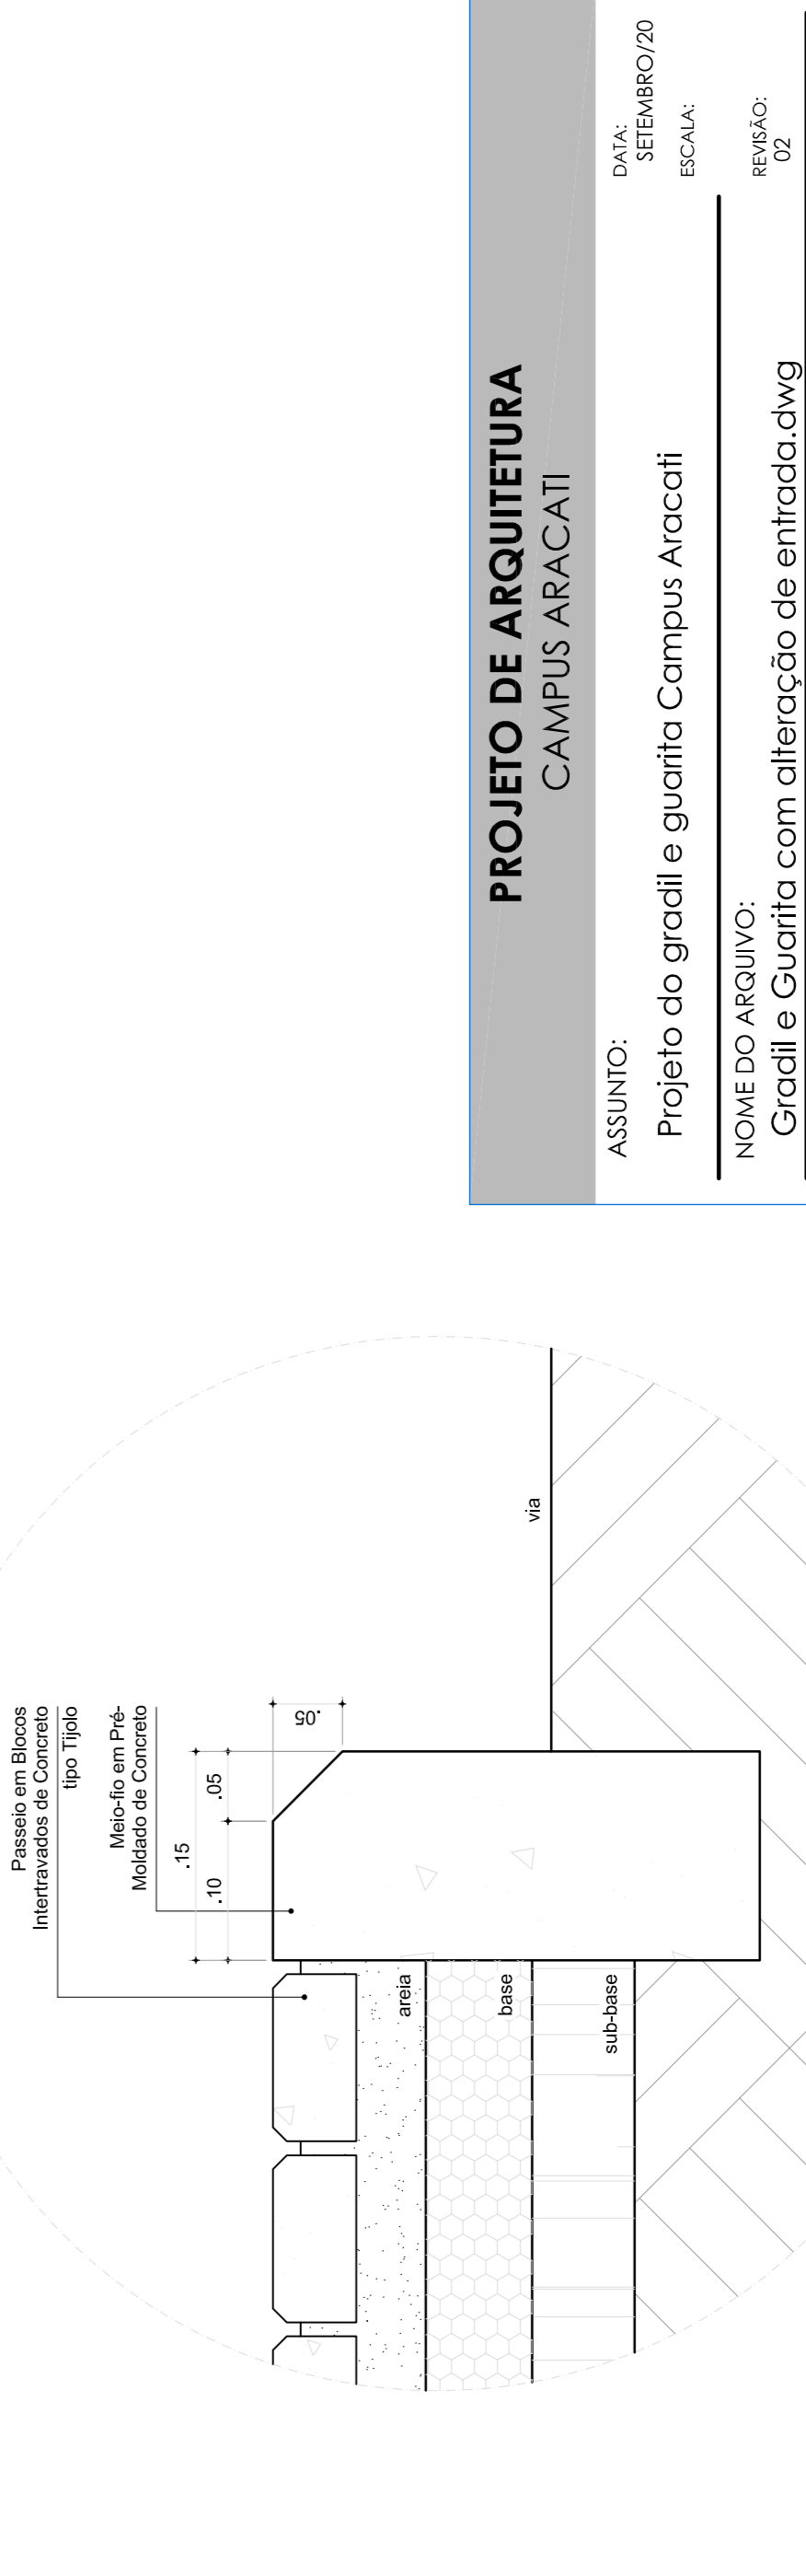 Passeio em Blocos
Intertravados de Concreto
tipo Tijolo
Meio-fio em Pré-
Moldado de Concreto
.15
.10
.05
.05
areia
base
sub-base
via
PROJETO DE ARQUITETURA
CAMPUS ARACATI
ASSUNTO:
Projeto do gradil e guarita Campus Aracati
DATA:
SETEMBRO/20
ESCALA:
NOME DO ARQUIVO:
Gradil e Guarita com alteração de entrada.dwg
REVISÃO:
02